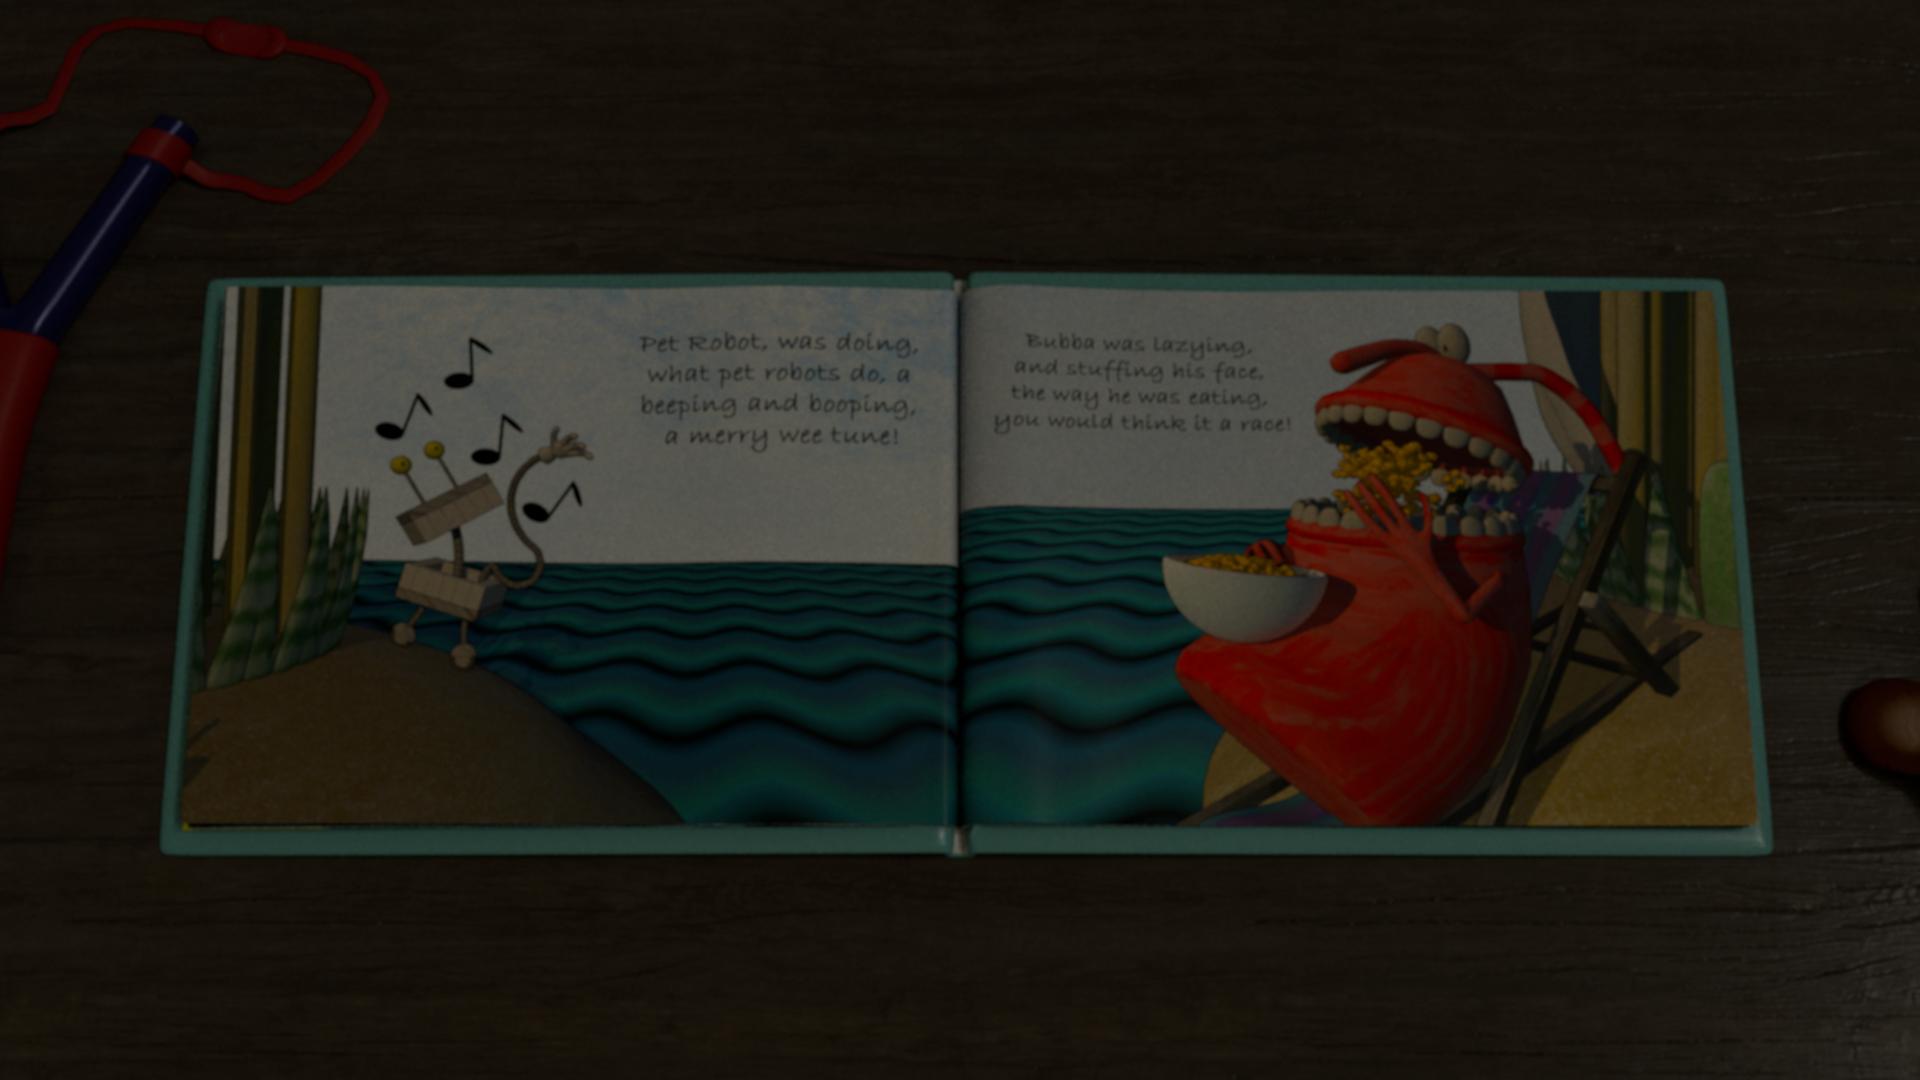 Pet Robot, was doing,
what pet robots do, a
beeping and booping,
a merry wee tune!
Bubba was lazying,
and stuffing his face,
the way he was eating,
you would think it a race!